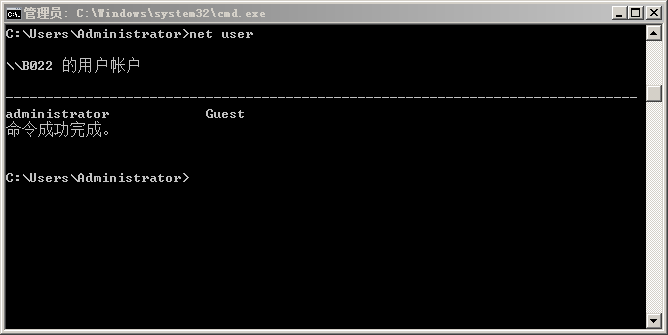 管理员: C:\Windows\system32\cmd.exe
C:\Users\Administrator>net user
\\B022 的用户帐户
-------------------------------------------------------------------------------
administrator            Guest
命令成功完成。
C:\Users\Administrator>